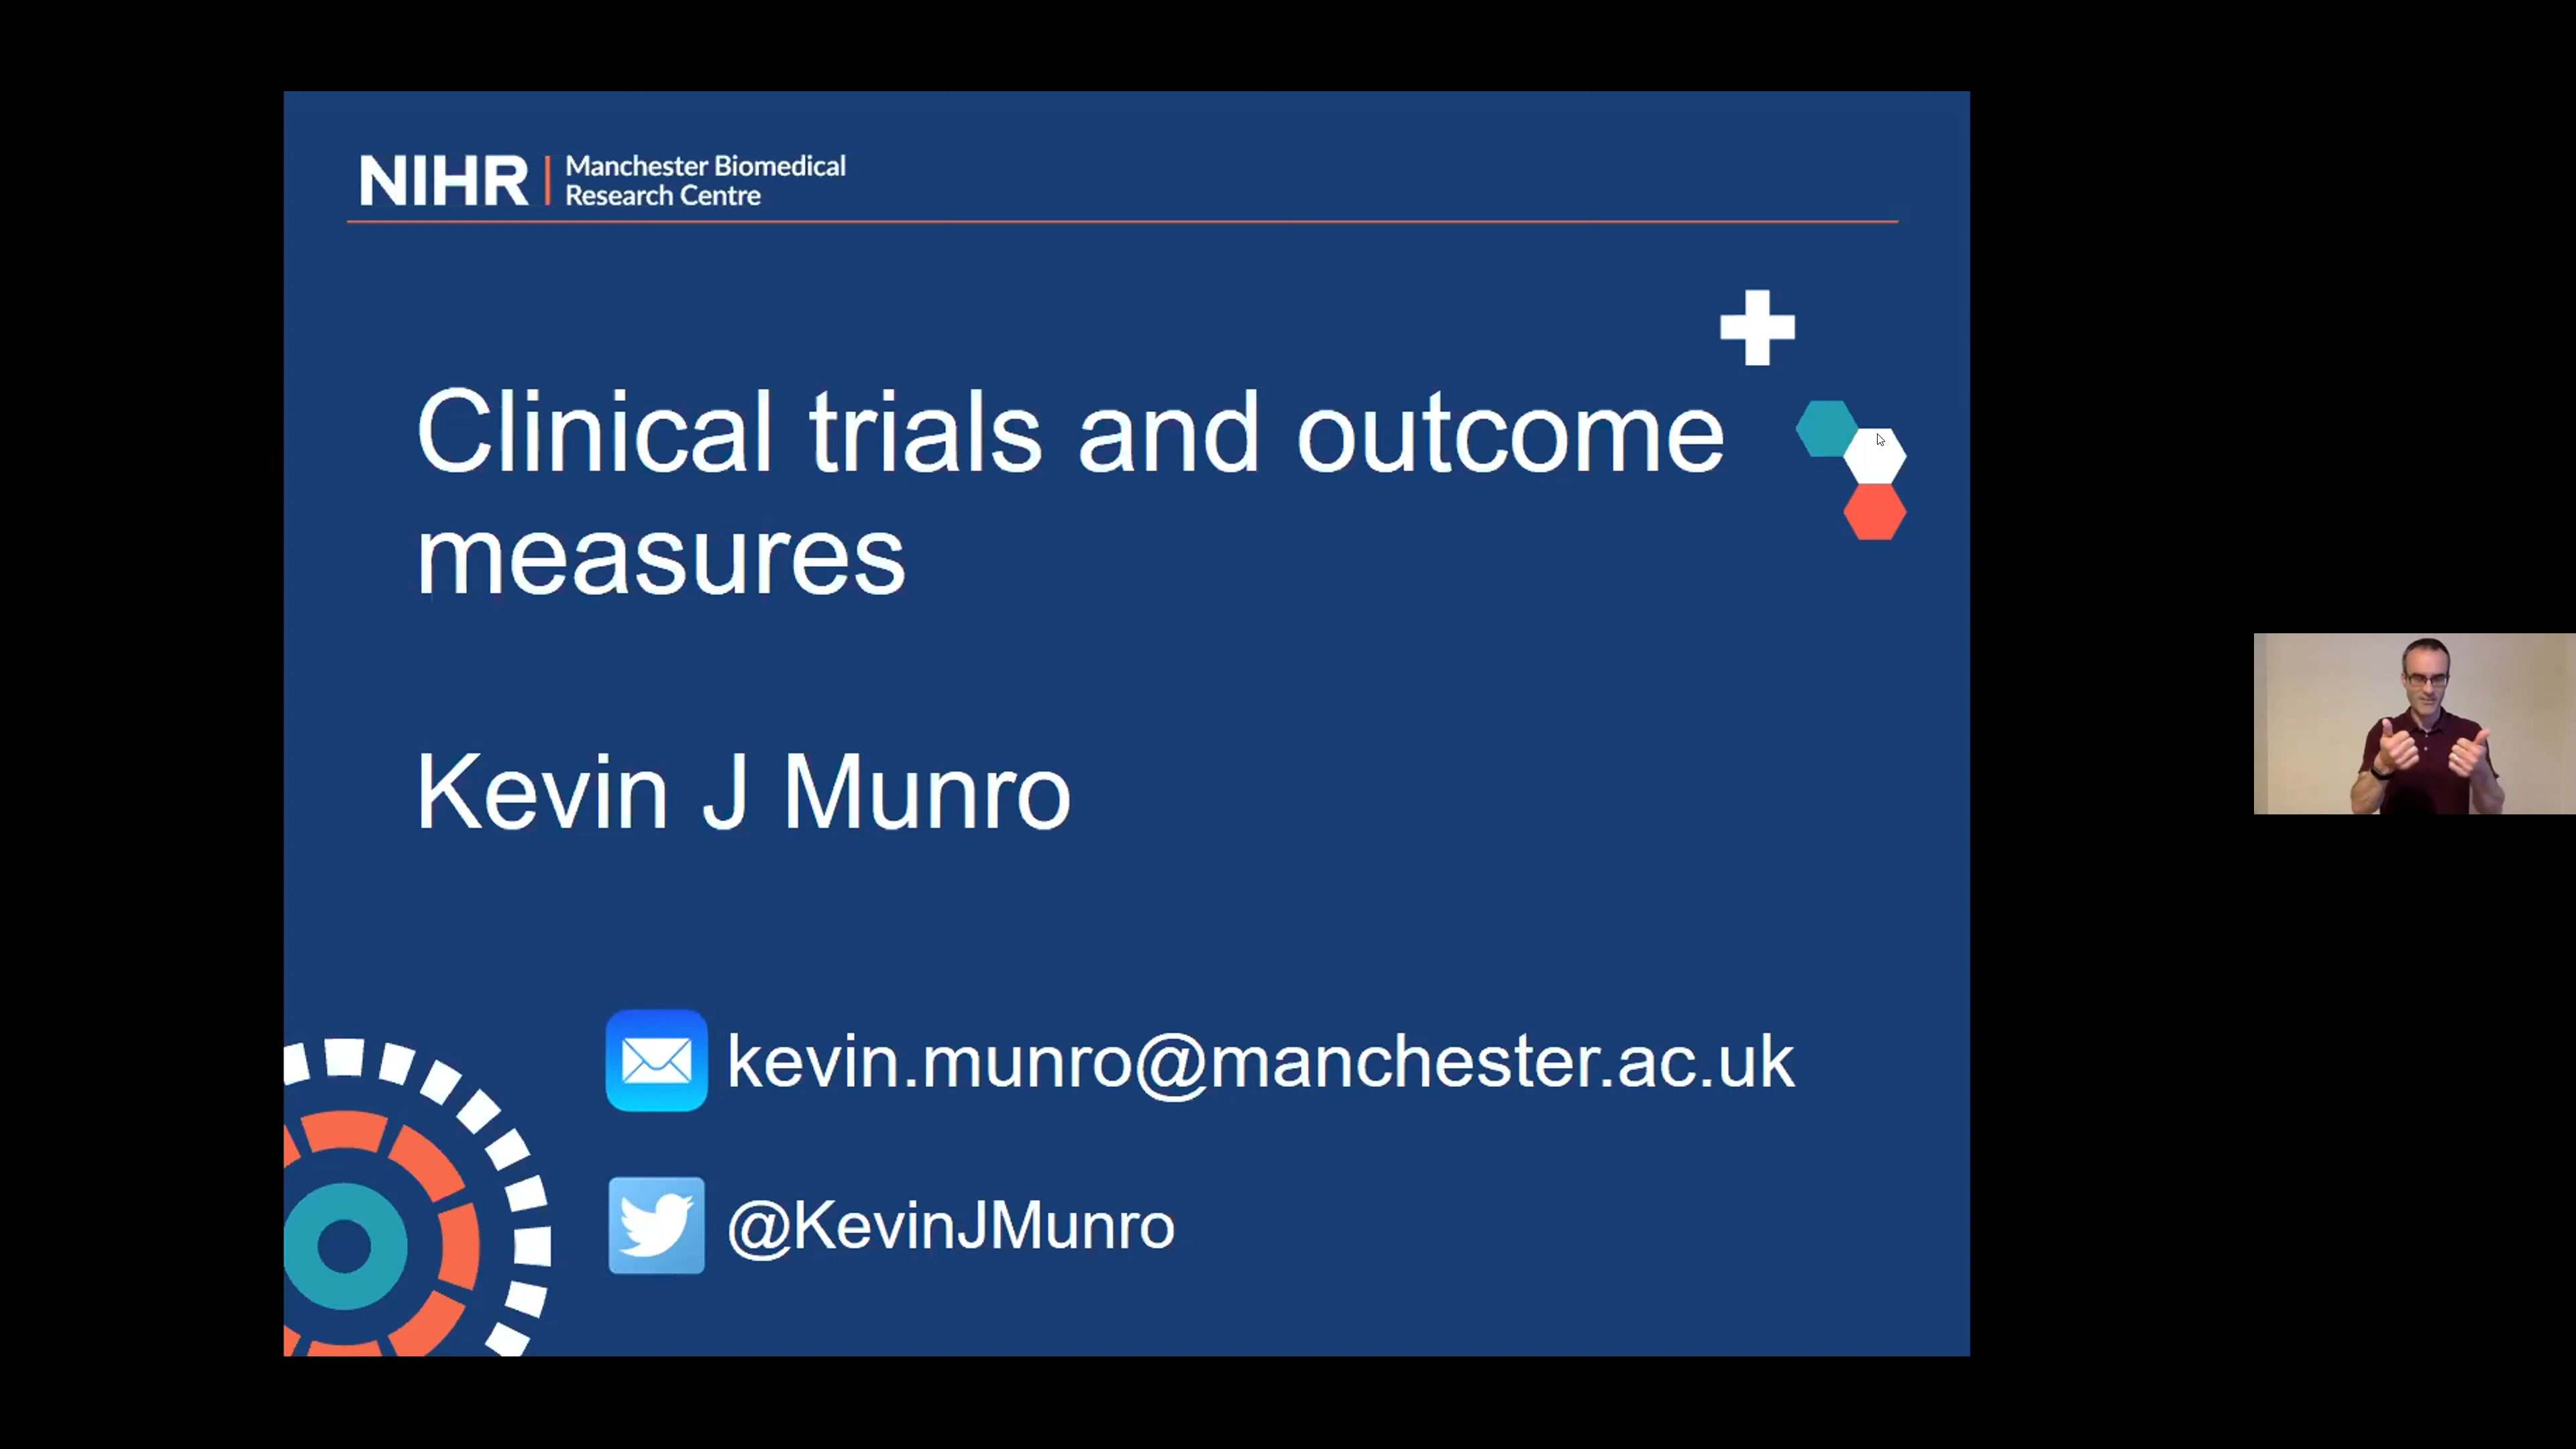 NIHR
Manchester Biomedical
Research Centre
Clinical trials and outcome
measures
Kevin J Munro
kevin.munro@manchester.ac.uk
@KevinJMunro